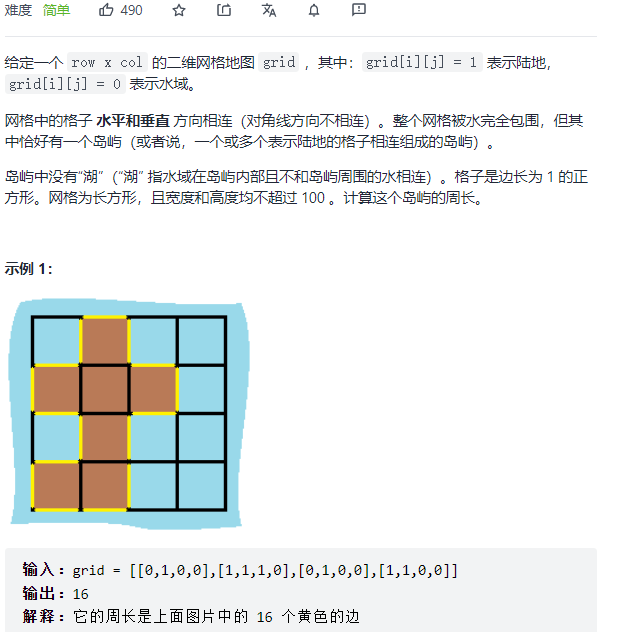 难度 简单 490
给定一个 row x col 的二维网格地图 grid ，其中：grid[i][j] = 1 表示陆地，
grid[i][j] = 0 表示水域。
网格中的格子 水平和垂直 方向相连（对角线方向不相连）。整个网格被水完全包围，但其
中恰好有一个岛屿（或者说，一个或多个表示陆地的格子相连组成的岛屿）。
岛屿中没有“湖”（“湖” 指水域在岛屿内部且不和岛屿周围的水相连）。格子是边长为 1 的正
方形。网格为长方形，且宽度和高度均不超过 100 。计算这个岛屿的周长。
示例 1：
输入：grid = [[0,1,0,0],[1,1,1,0],[0,1,0,0],[1,1,0,0]]
输出：16
解释：它的周长是上面图片中的 16 个黄色的边